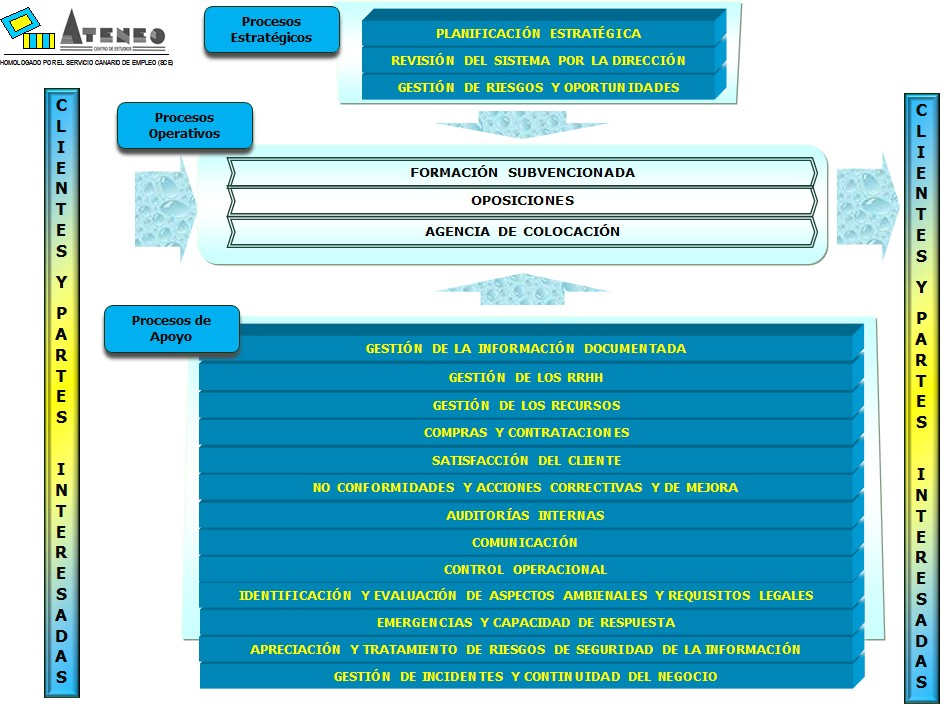 ATENEO
CENTRO DE ESTUDIOS
HOMOLOGADO POR EL SERVICIO CANARIO DE EMPLEO (SCE)
Procesos
Estratégicos
PLANIFICACIÓN ESTRATÉGICA
REVISIÓN DEL SISTEMA POR LA DIRECCIÓN
GESTIÓN DE RIESGOS Y OPORTUNIDADES
CLIENTES Y PARTES INTERESADAS
Procesos
Operativos
FORMACIÓN SUBVENCIONADA
OPOSICIONES
AGENCIA DE COLOCACIÓN
CLIENTES Y PARTES INTERESADAS
Procesos de
Apoyo
GESTIÓN DE LA INFORMACIÓN DOCUMENTADA
GESTIÓN DE LOS RRHH
GESTIÓN DE LOS RECURSOS
COMPRAS Y CONTRATACIONES
SATISFACCIÓN DEL CLIENTE
NO CONFORMIDADES Y ACCIONES CORRECTIVAS Y DE MEJORA
AUDITORÍAS INTERNAS
COMUNICACIÓN
CONTROL OPERACIONAL
IDENTIFICACIÓN Y EVALUACIÓN DE ASPECTOS AMBIENALES Y REQUISITOS LEGALES
EMERGENCIAS Y CAPACIDAD DE RESPUESTA
APRECIACIÓN Y TRATAMIENTO DE RIESGOS DE SEGURIDAD DE LA INFORMACIÓN
GESTIÓN DE INCIDENTES Y CONTINUIDAD DEL NEGOCIO